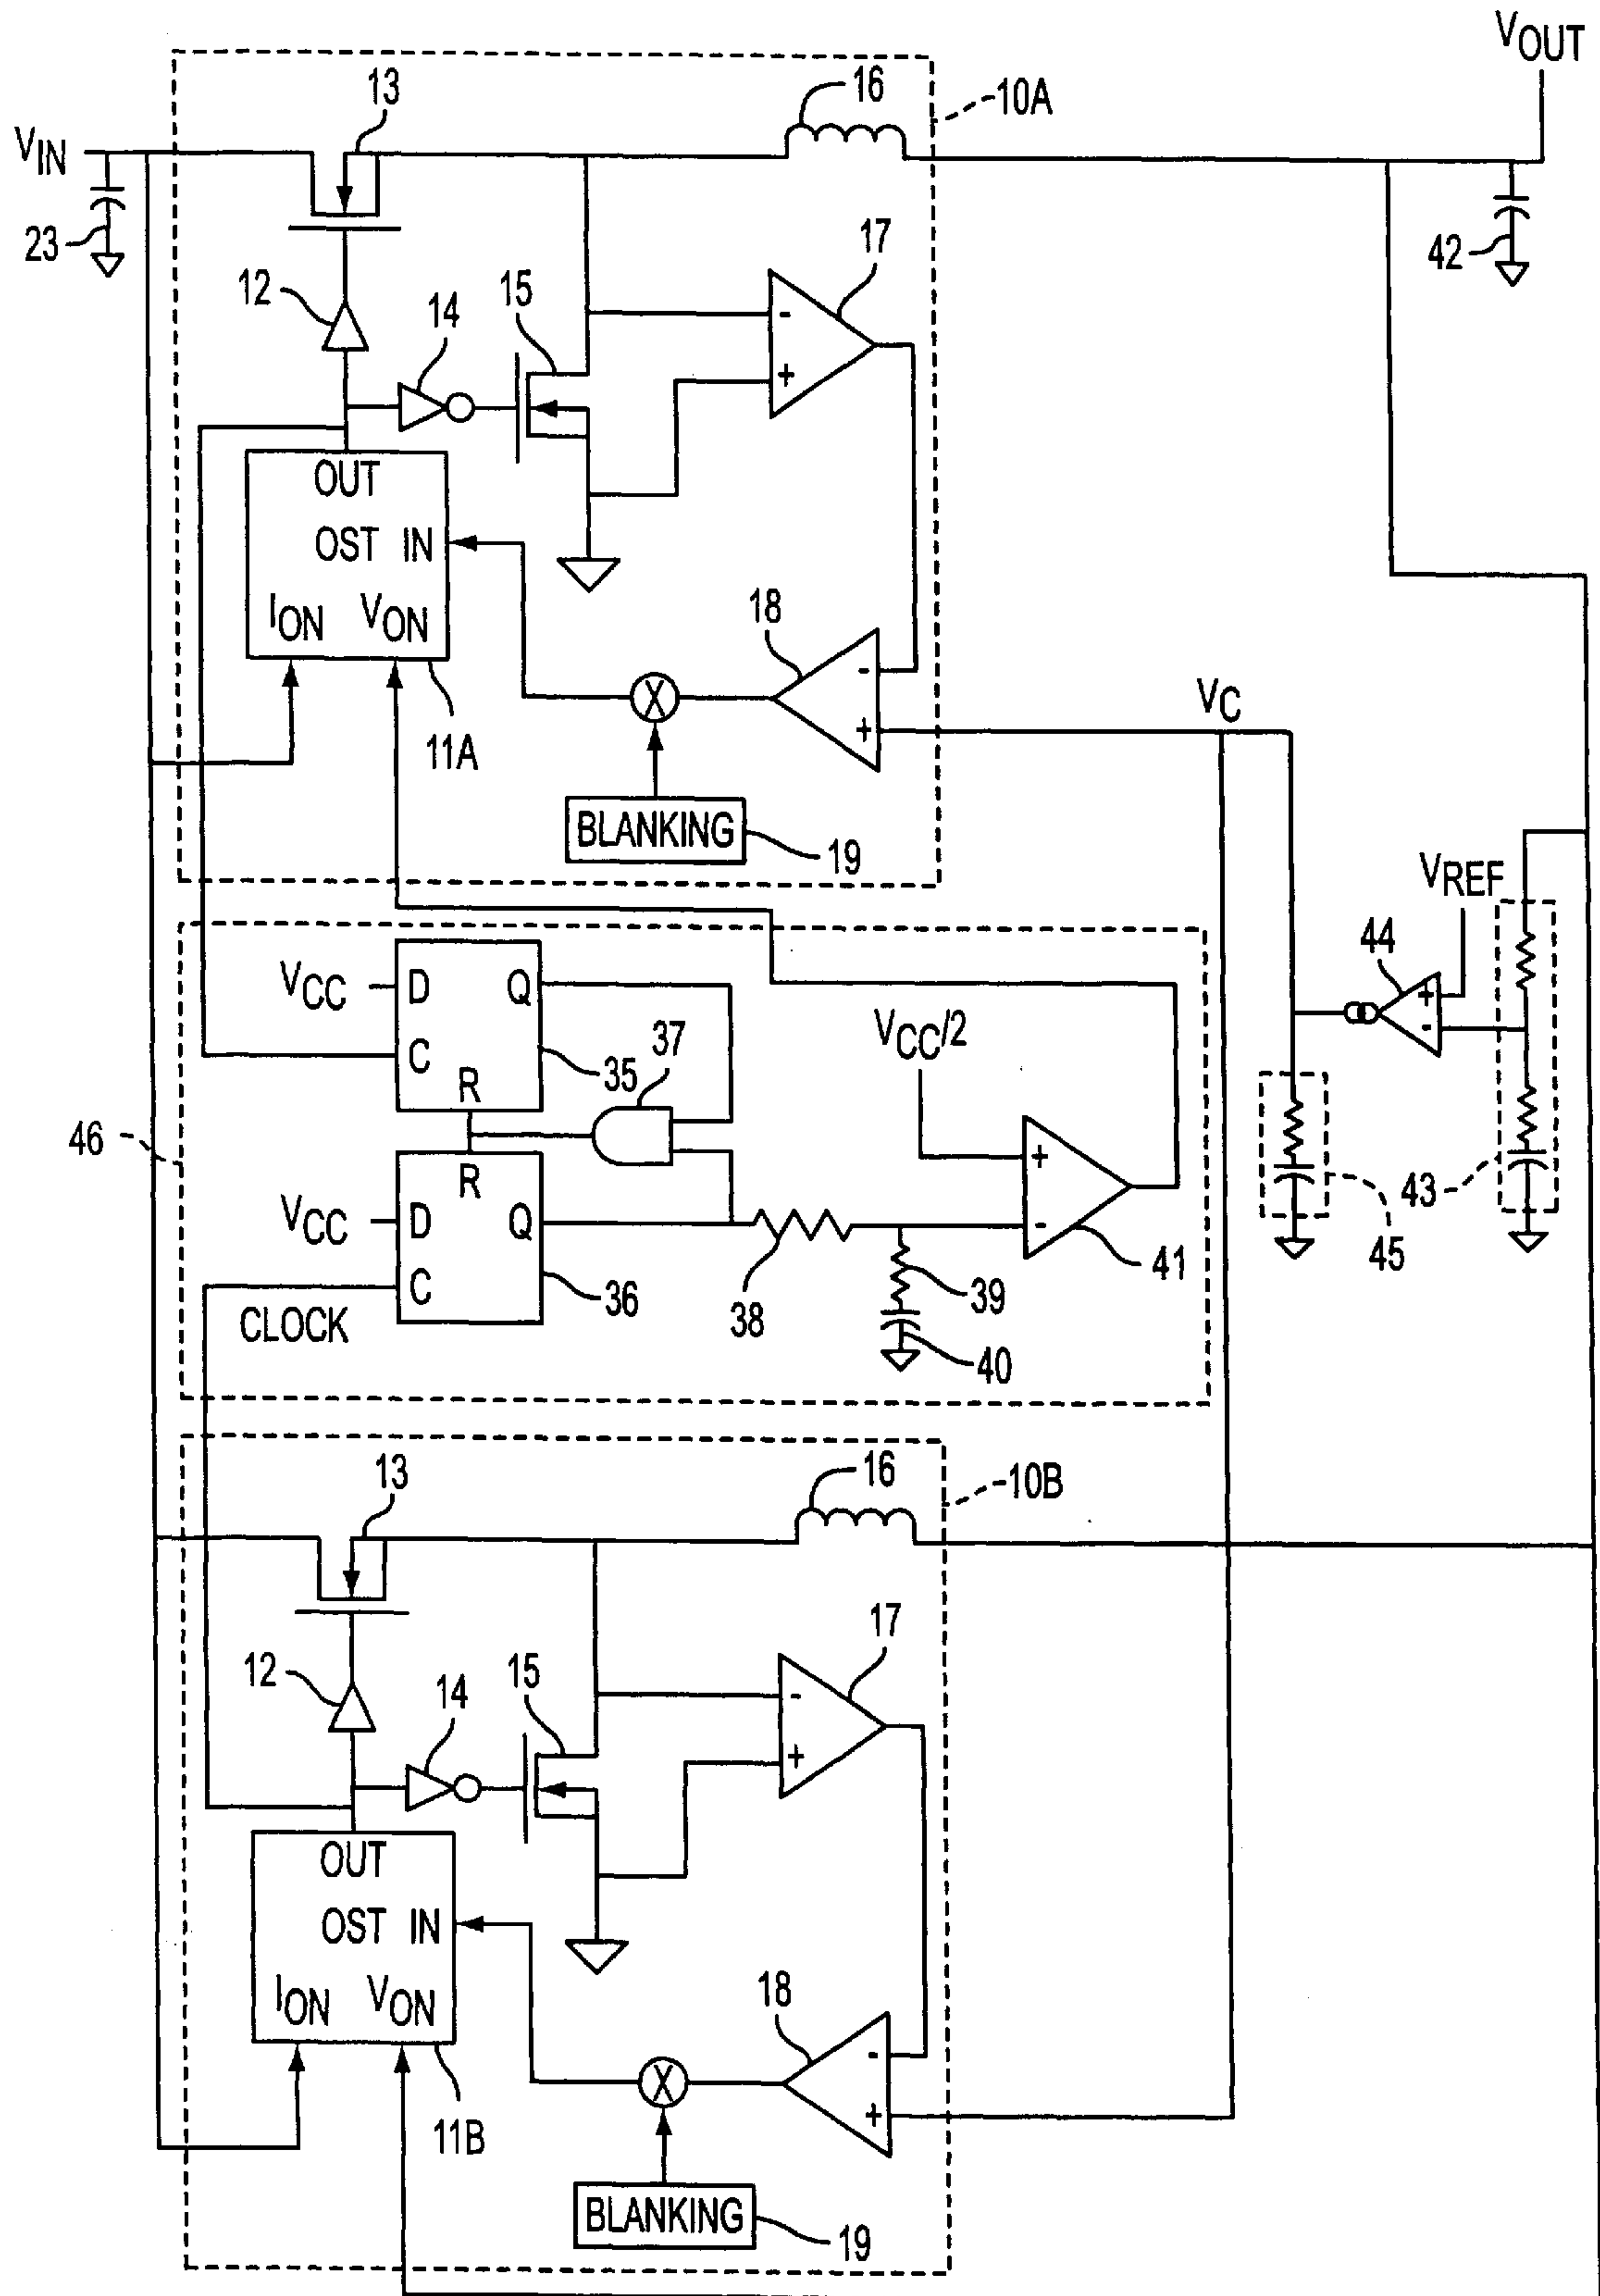 VOUT
13
16
10A
VIN
23
42
17
12
14
15
-
+
OUT
OST IN
ION VON
18
-
+
VC
11A
BLANKING
19
VREF
44
+
-
VCC
D Q
C
R
35
37
VCC/2
46
R
VCC
D Q
C
36
CLOCK
38
39
40
+
-
41
45
43
13
16
10B
17
12
14
15
-
+
OUT
OST IN
ION VON
18
-
+
11B
X
X
BLANKING
19